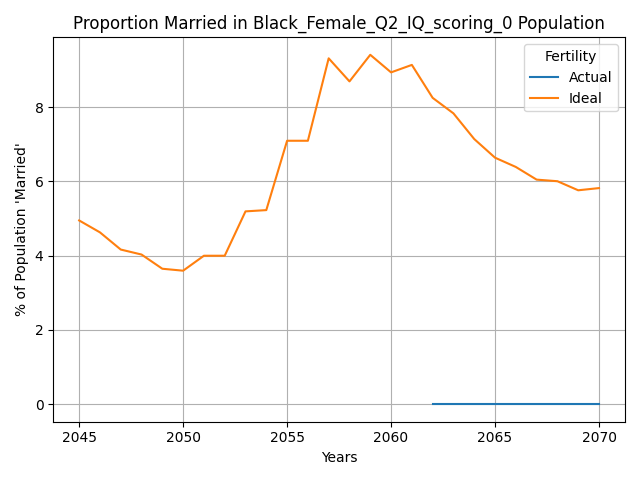 Proportion Married in Black_Female_Q2_IQ_scoring_0 Population
Fertility
Actual
Ideal
% of Population 'Married'
8
6
4
2
0
2045 2050 2055 2060 2065 2070
Years